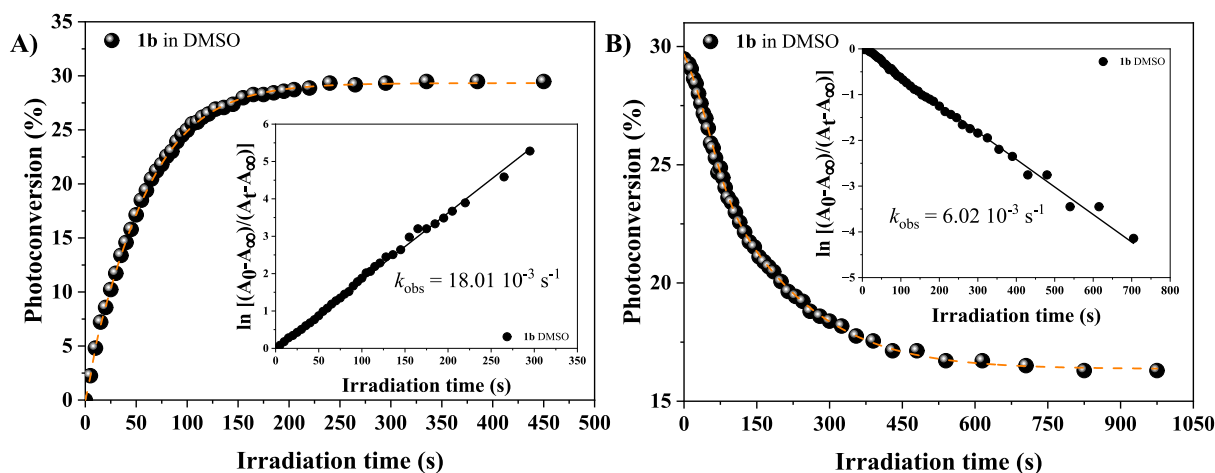 A)
1b in DMSO
Photoconversion (%)
35
30
25
20
15
10
5
0
0 50 100 150 200 250 300 350 400 450 500
Irradiation time (s)
ln [(A0-A∞)/(At-A∞)]
6
5
4
3
2
1
0
0 50 100 150 200 250 300 350
Irradiation time (s)
kobs = 18.01 10-3 s-1
1b DMSO
B)
1b in DMSO
Photoconversion (%)
30
25
20
15
0 150 300 450 600 750 900 1050
Irradiation time (s)
ln [(A0-A∞)/(At-A∞)]
0
−1
−2
−3
−4
−5
0 100 200 300 400 500 600 700 800
Irradiation time (s)
1b DMSO
kobs = 6.02 10-3 s-1